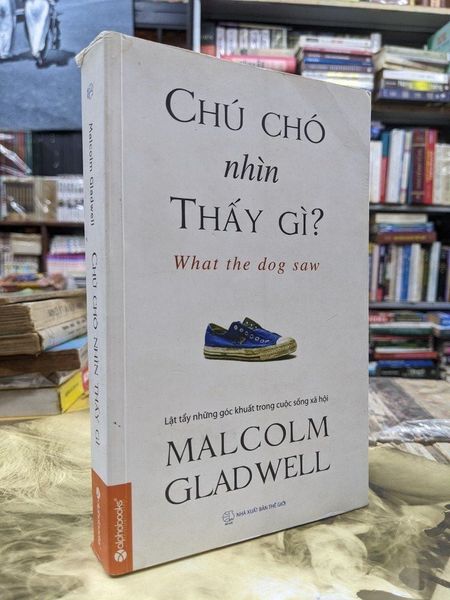 CHÚ CHÓ
nhìn
THẤY GÌ?
What the dog saw
Lật tẩy những góc khuất trong cuộc sống xã hội
MALCOLM
GLADWELL
NHÀ XUẤT BẢN THẾ GIỚI
Malcolm Gladwell
CHÚ CHÓ NHÌN THẤY GÌ
alphabooks